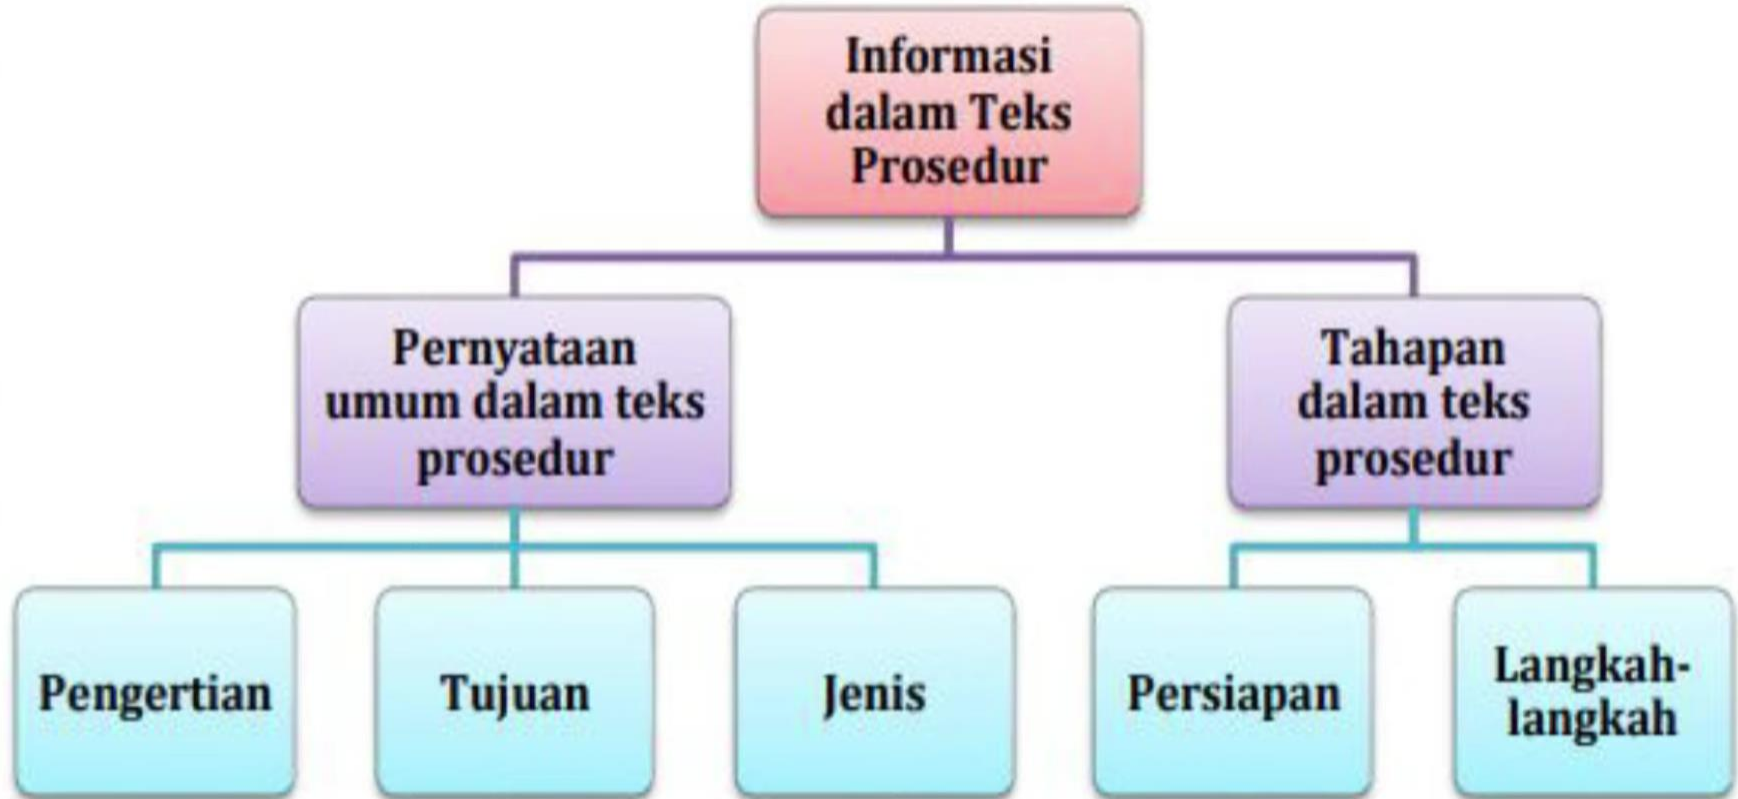 Informasi
dalam Teks
Prosedur
Pernyataan
umum dalam teks
prosedur
Tahapan
dalam teks
prosedur
Pengertian
Tujuan
Jenis
Persiapan
Langkah-
langkah